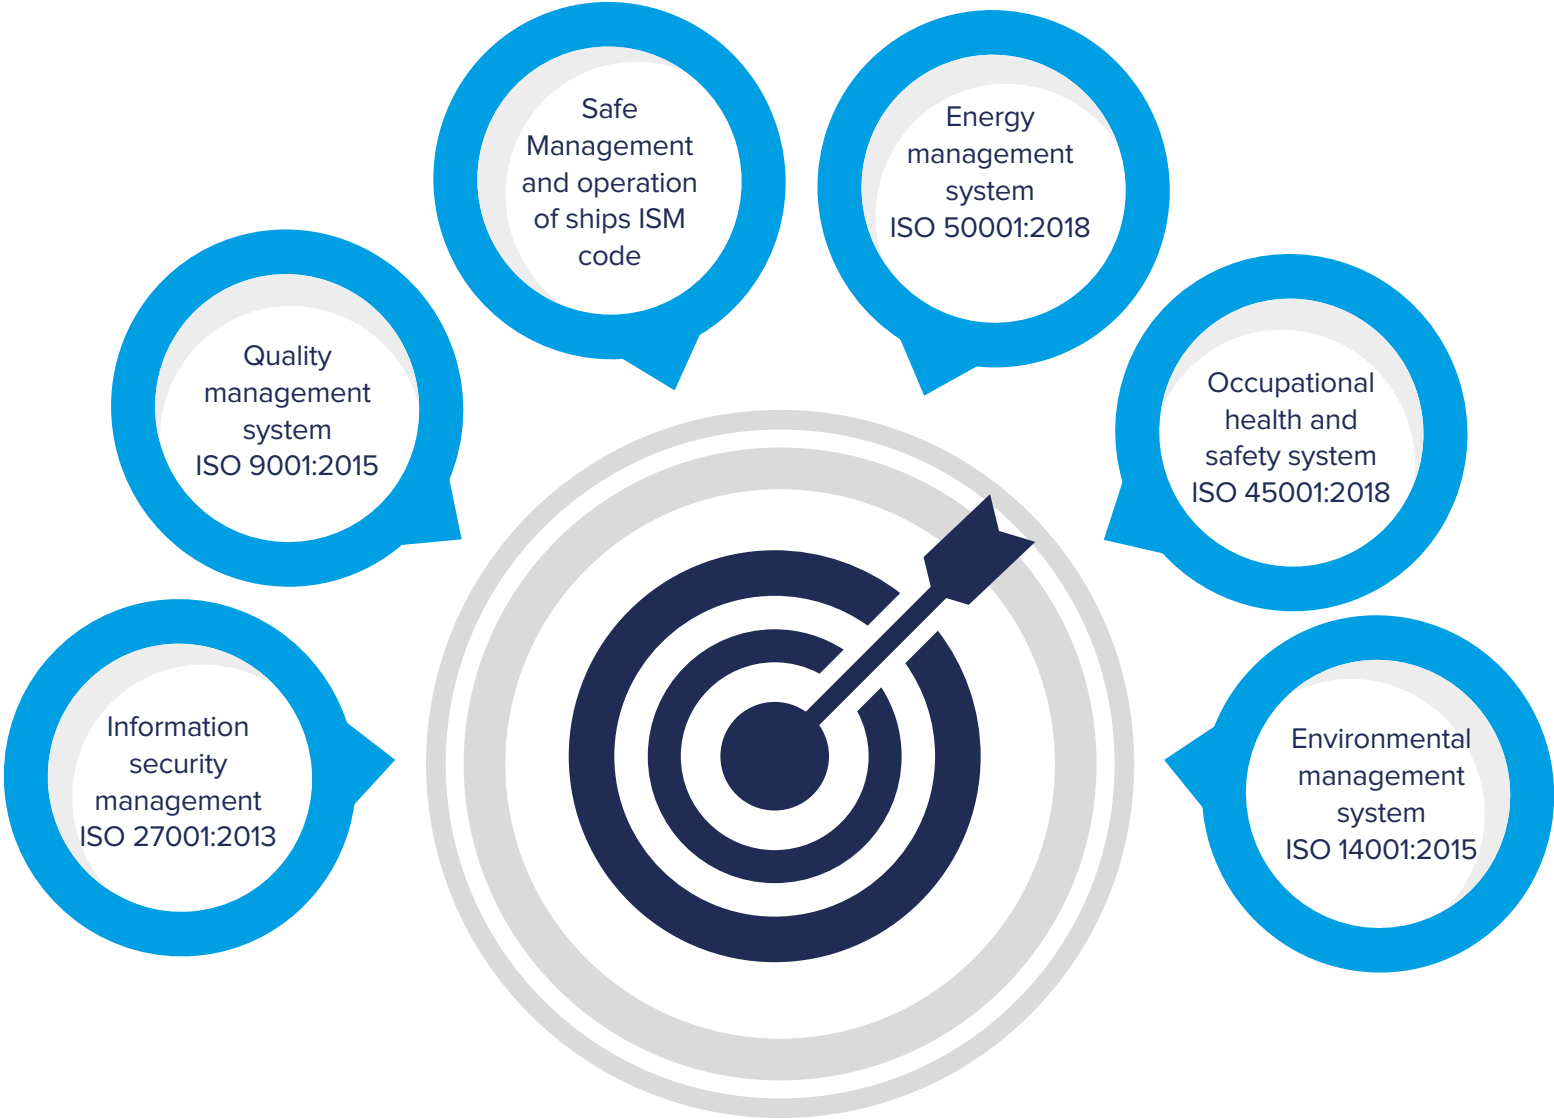 Safe
Management
and operation
of ships ISM
code
Energy
management
system
ISO 50001:2018
Quality
management
system
ISO 9001:2015
Occupational
health and
safety system
ISO 45001:2018
Information
security
management
ISO 27001:2013
Environmental
management
system
ISO 14001:2015